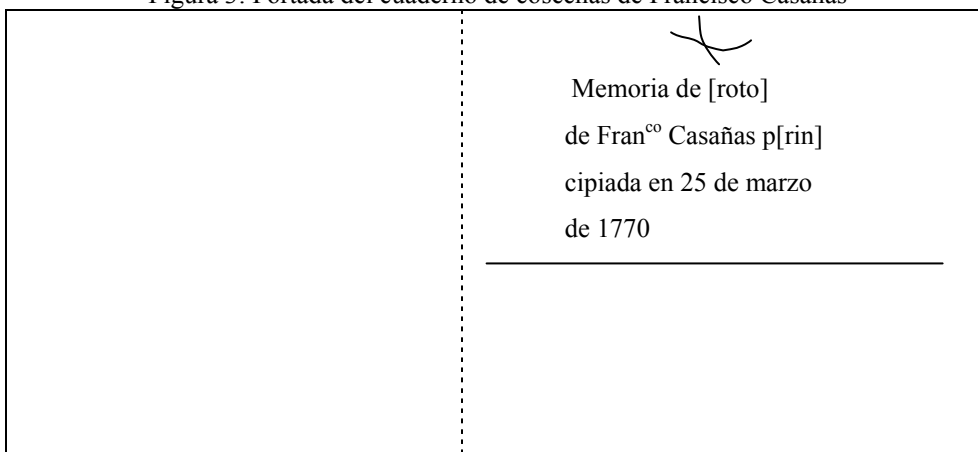 Figura 3. Portada del cuaderno de cosechas de Francisco Casañas
Memoria de [roto]
de Fran^co Casañas p[rin]
cipiada en 25 de marzo
de 1770